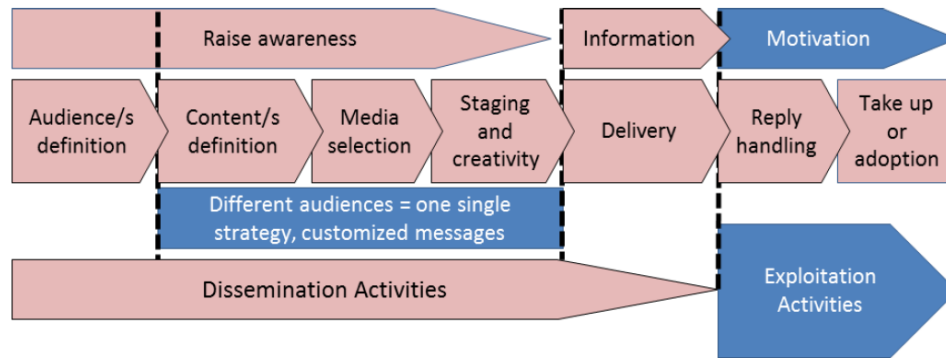 Raise awareness
Information
Motivation
Audience/s
definition
Content/s
definition
Media
selection
Staging
and
creativity
Delivery
Reply
handling
Take up
or
adoption
Different audiences = one single
strategy, customized messages
Dissemination Activities
Exploitation
Activities